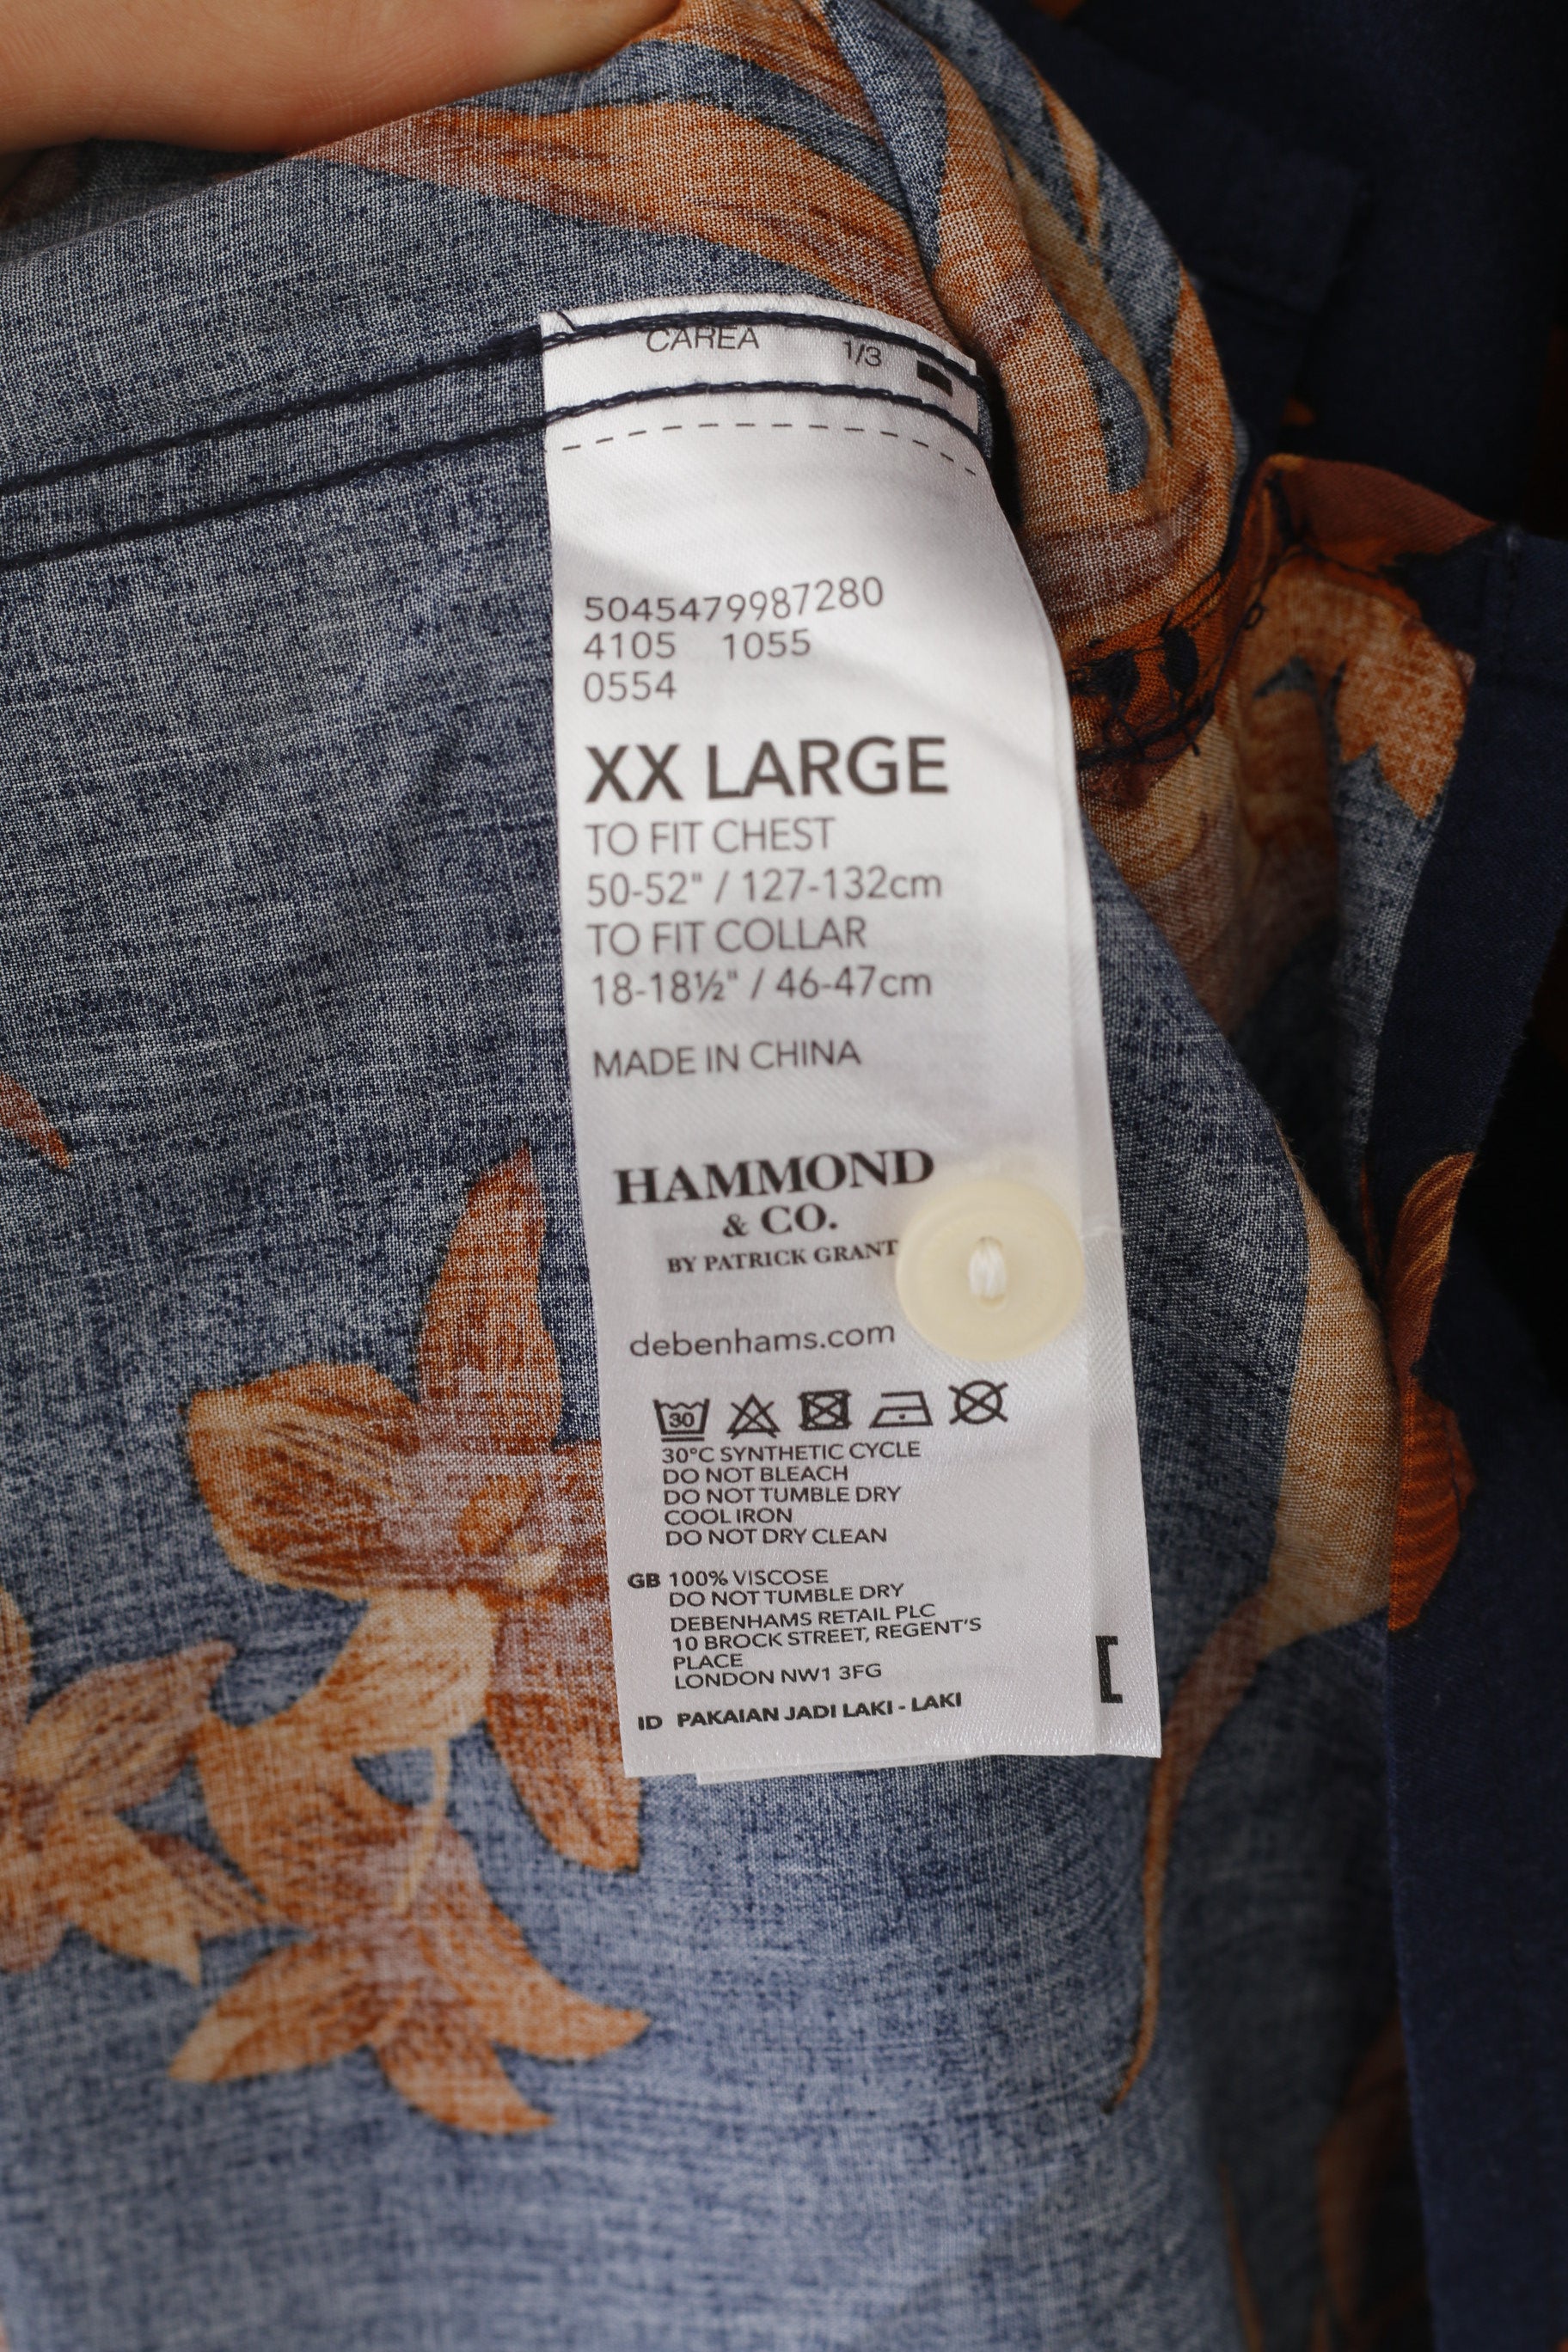 CAREA 1/3
5045479987280
4105 1055
0554
XX LARGE
TO FIT CHEST
50-52" / 127-132cm
TO FIT COLLAR
18-18½" / 46-47cm
MADE IN CHINA
HAMMOND
& CO.
BY PATRICK GRANT
debenhams.com
30
30°C SYNTHETIC CYCLE
DO NOT BLEACH
DO NOT TUMBLE DRY
COOL IRON
DO NOT DRY CLEAN
GB 100% VISCOSE
DO NOT TUMBLE DRY
DEBENHAMS RETAIL PLC
10 BROCK STREET, REGENT'S
PLACE
LONDON NW1 3FG
ID PAKAIAN JADI LAKI - LAKI